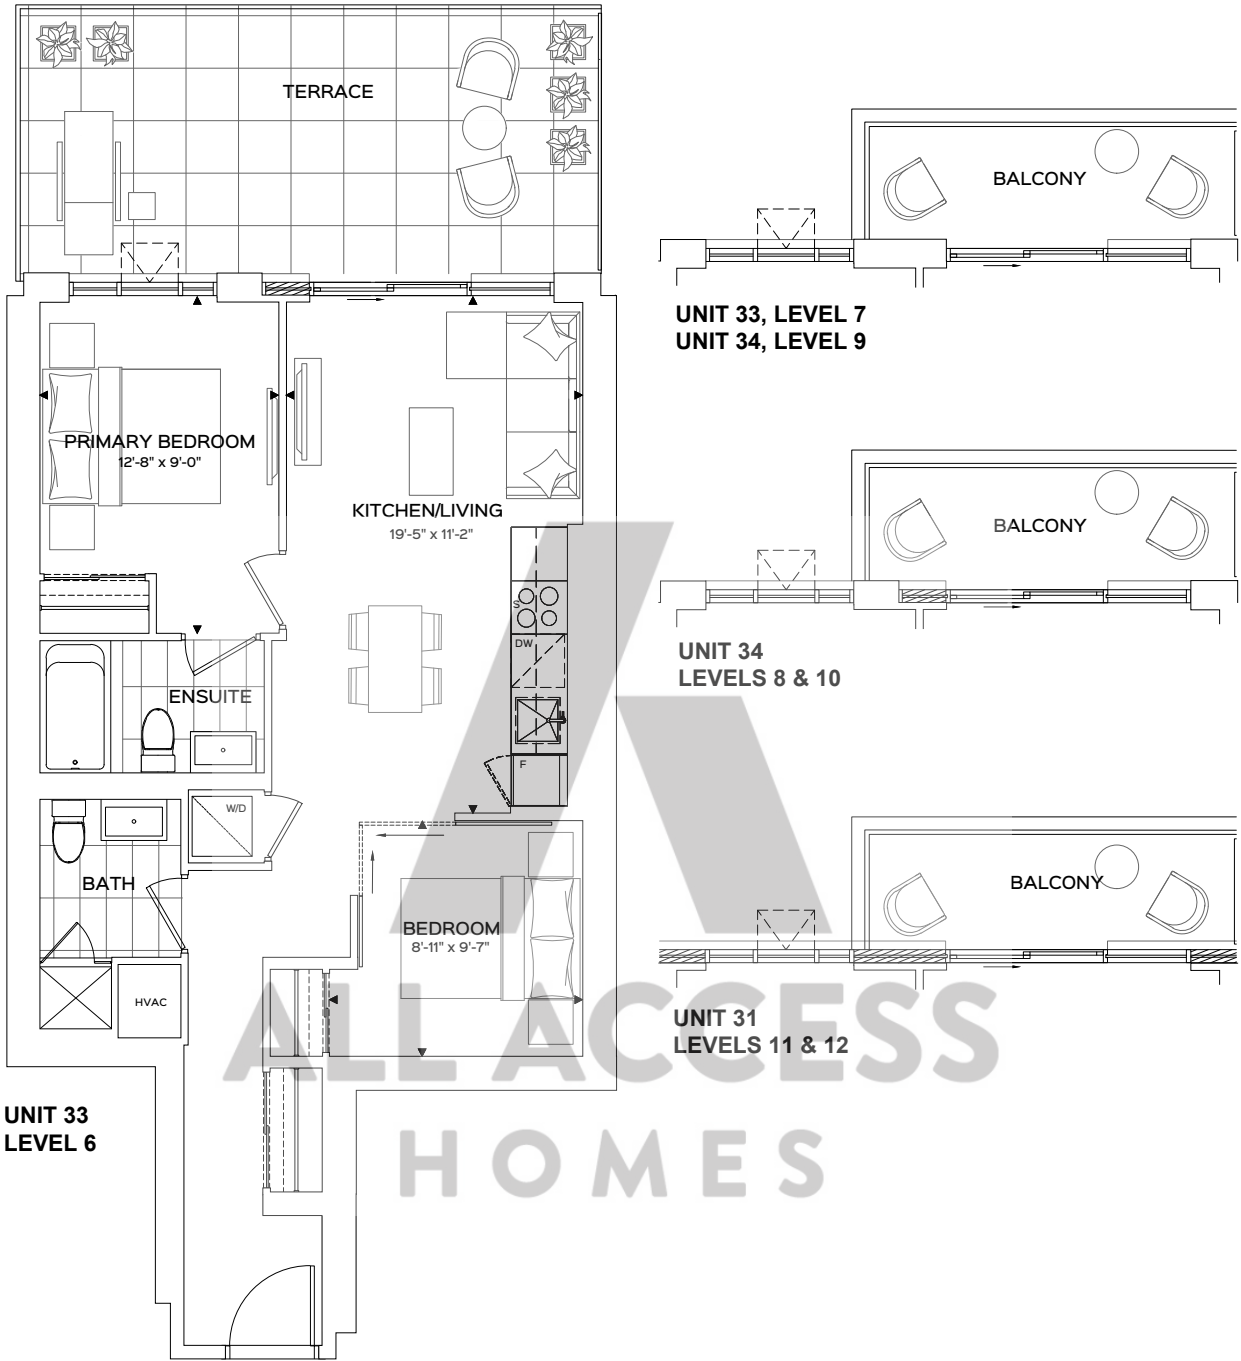 TERRACE
BALCONY
UNIT 33, LEVEL 7
UNIT 34, LEVEL 9
PRIMARY BEDROOM
12'-8" x 9'-0"
KITCHEN/LIVING
19'-5" x 11'-2"
BALCONY
S
DW
UNIT 34
LEVELS 8 & 10
ENSUITE
F
W/D
BATH
BEDROOM
8'-11" x 9'-7"
BALCONY
HVAC
UNIT 31
LEVELS 11 & 12
ALL ACCESS
HOMES
UNIT 33
LEVEL 6